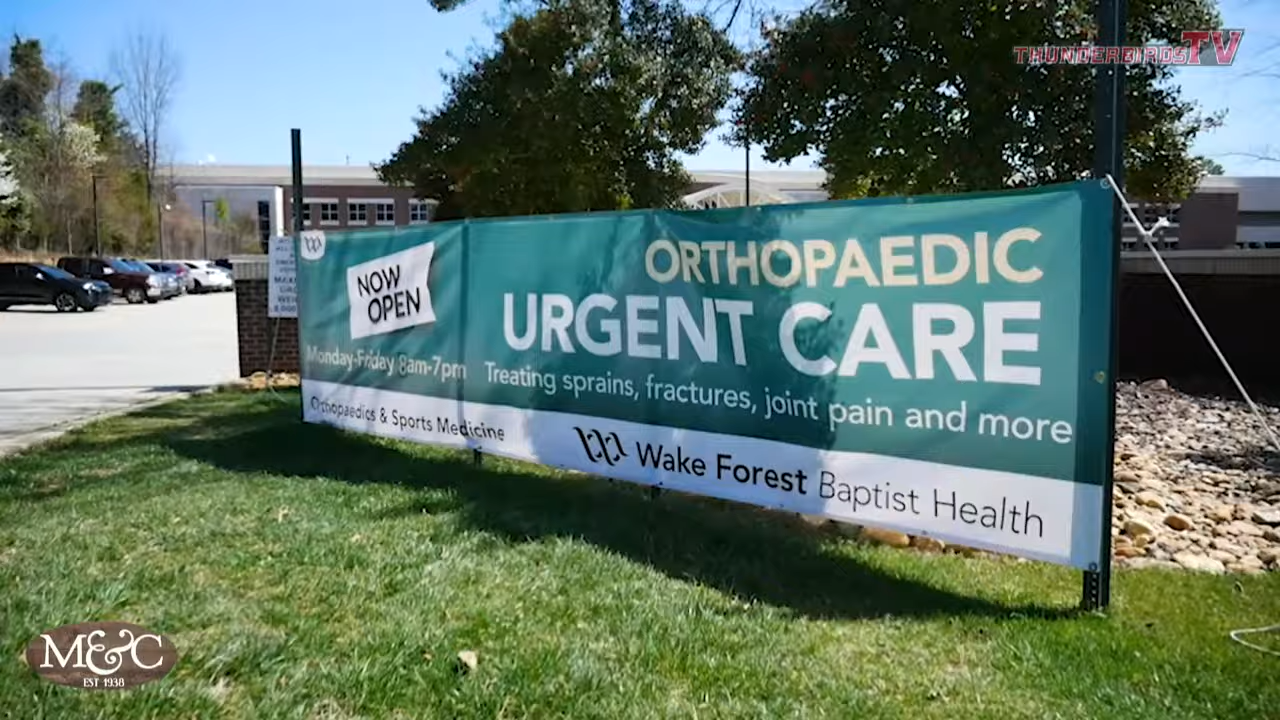 THUNDERBIRDSTV
ORTHOPAEDIC
NOW
OPEN
URGENT CARE
Monday-Friday 8am-7pm
Treating sprains, fractures, joint pain and more
Orthopaedics & Sports Medicine
Wake Forest Baptist Health
M&C
EST 1938